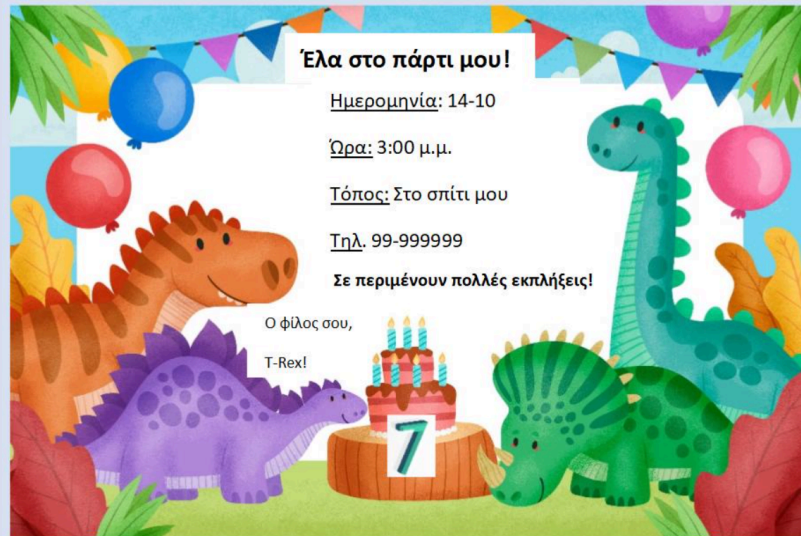 Έλα στο πάρτι μου!
Ημερομηνία: 14-10
Ώρα: 3:00 μ.μ.
Τόπος: Στο σπίτι μου
Τηλ. 99-999999
Σε περιμένουν πολλές εκπλήξεις!
Ο φίλος σου,
T-Rex!
7